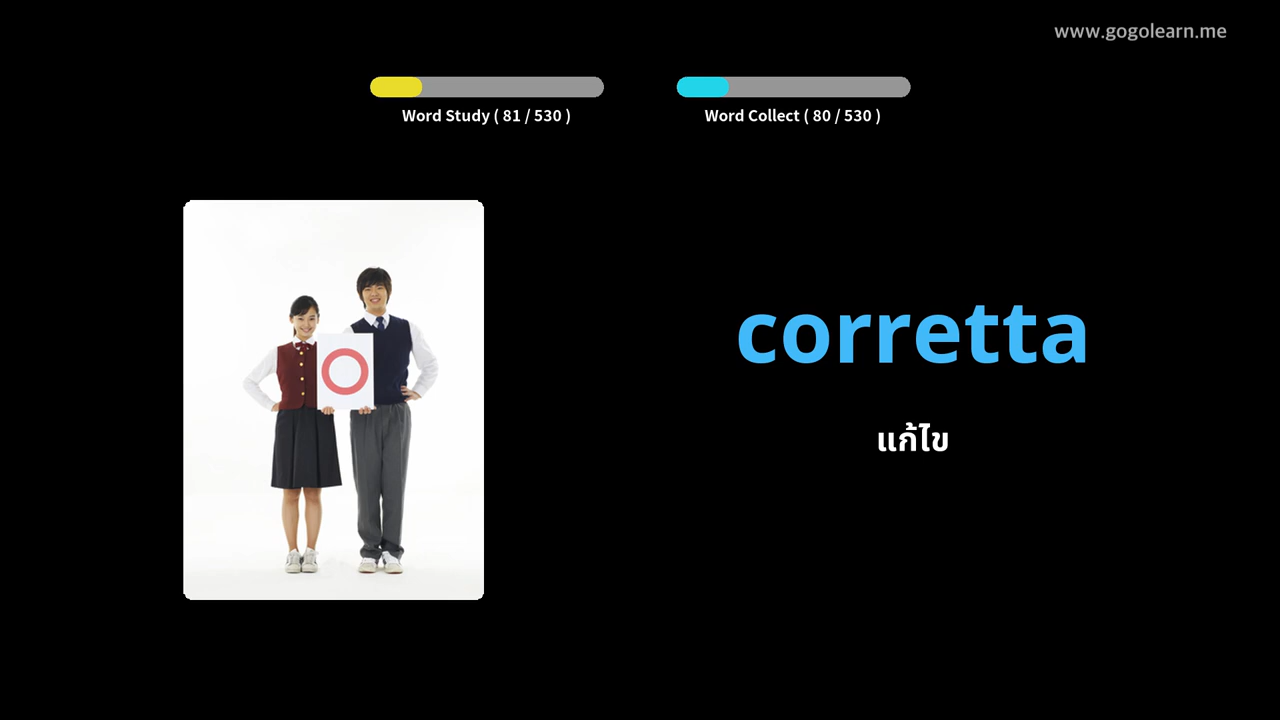 www.gogolearn.me
Word Study ( 81 / 530 )
Word Collect ( 80 / 530 )
corretta
แก้ไข